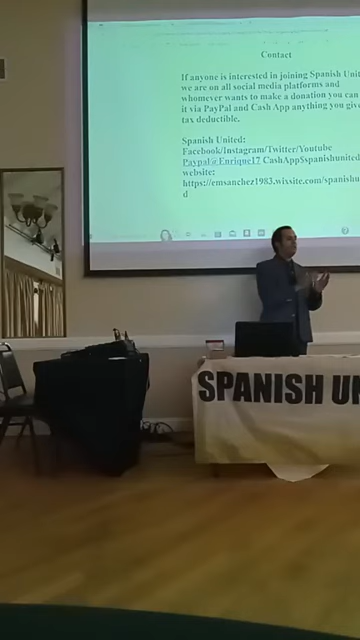 Contact
If anyone is interested in joining Spanish Unit
we are on all social media platforms and
whomever wants to make a donation you can
it via PayPal and Cash App anything you give
tax deductible.
Spanish United:
Facebook/Instagram/Twitter/Youtube
Paypal@Enrique17 CashApp$spanishunited
website:
https://emsanchez1983.wixsite.com/spanishu
d
SPANISH UN